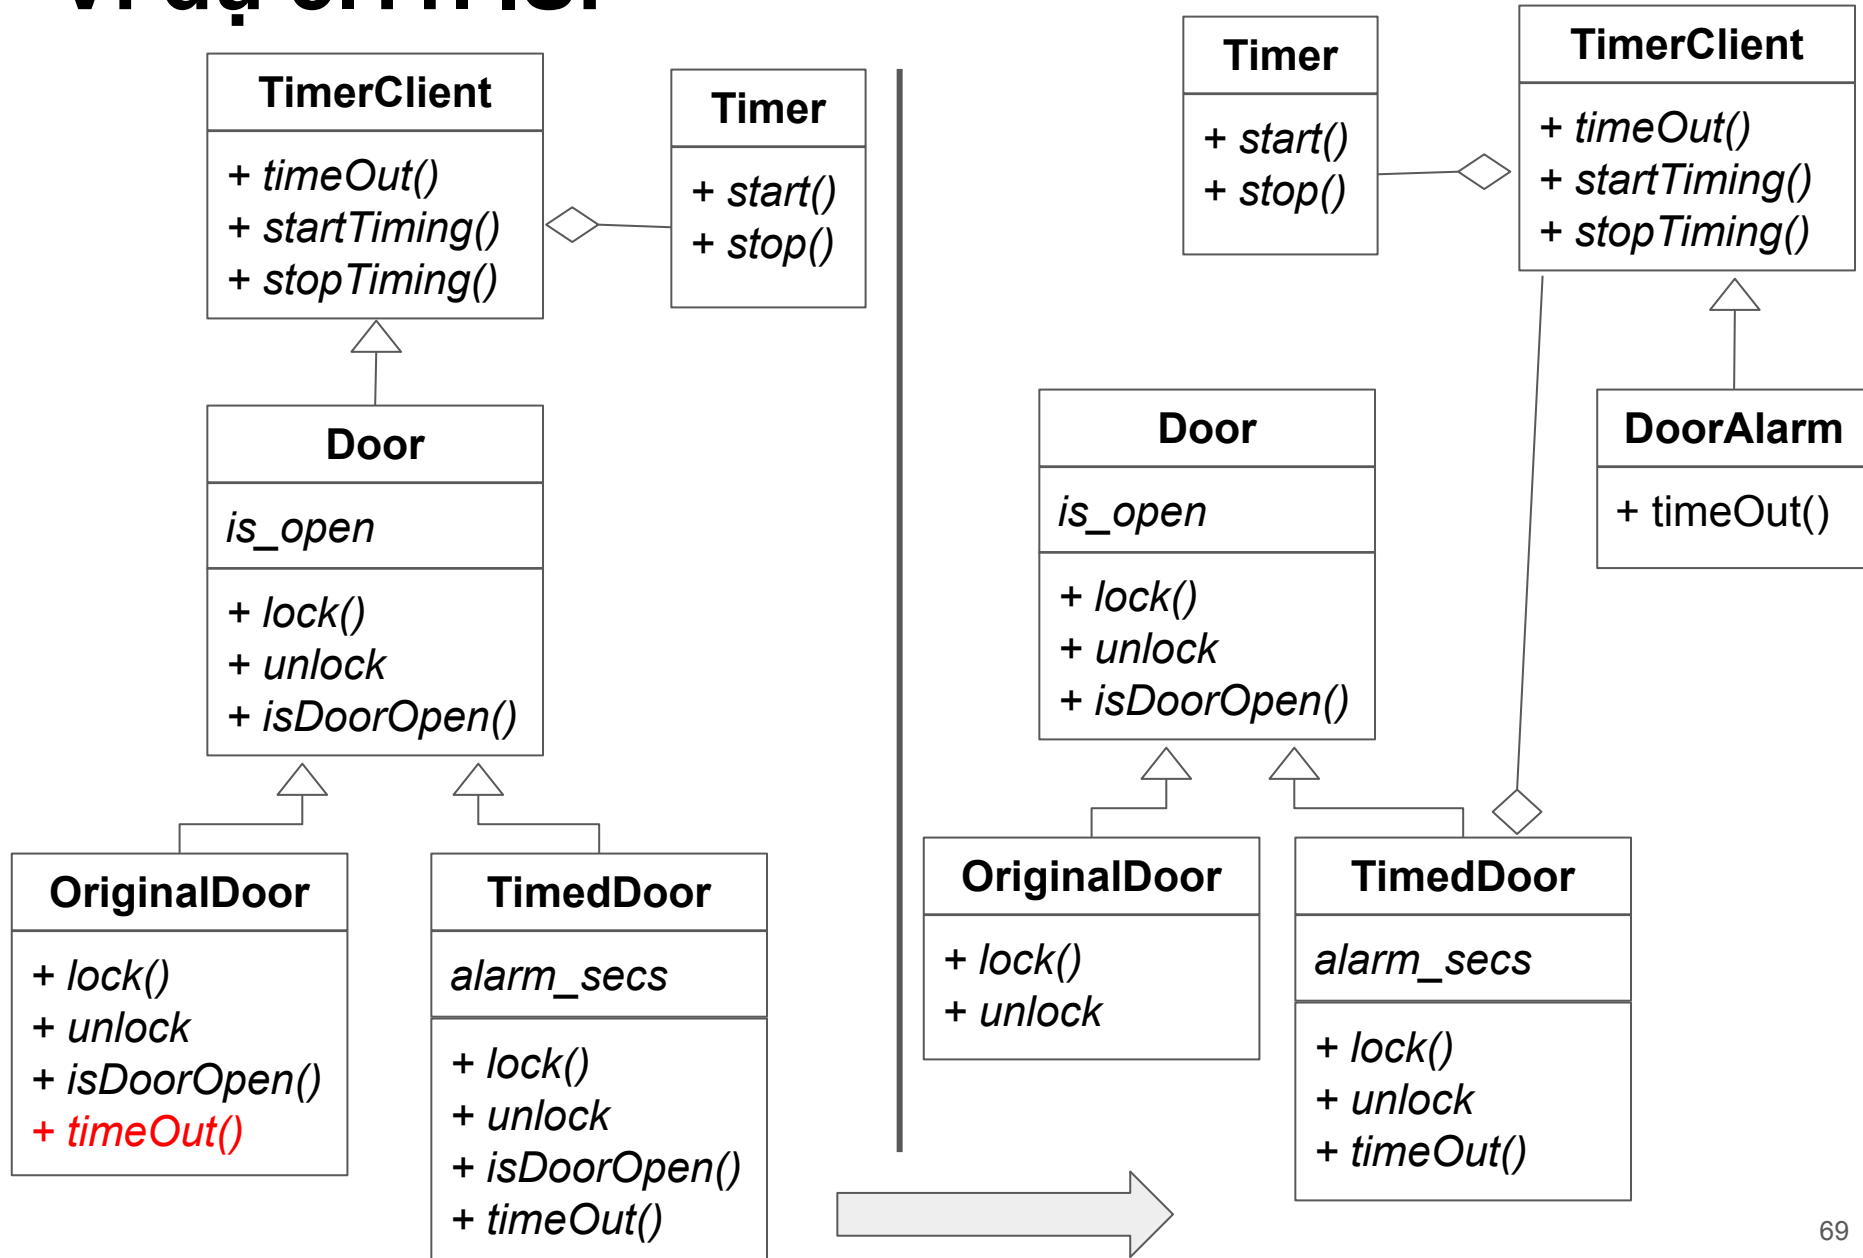 TimerClient
+ timeOut()
+ startTiming()
+ stopTiming()
Timer
+ start()
+ stop()
Door
is_open
+ lock()
+ unlock
+ isDoorOpen()
OriginalDoor
+ lock()
+ unlock
+ isDoorOpen()
+ timeOut()
TimedDoor
alarm_secs
+ lock()
+ unlock
+ isDoorOpen()
+ timeOut()
Timer
+ start()
+ stop()
TimerClient
+ timeOut()
+ startTiming()
+ stopTiming()
Door
is_open
+ lock()
+ unlock
+ isDoorOpen()
DoorAlarm
+ timeOut()
OriginalDoor
+ lock()
+ unlock
TimedDoor
alarm_secs
+ lock()
+ unlock
+ timeOut()
69